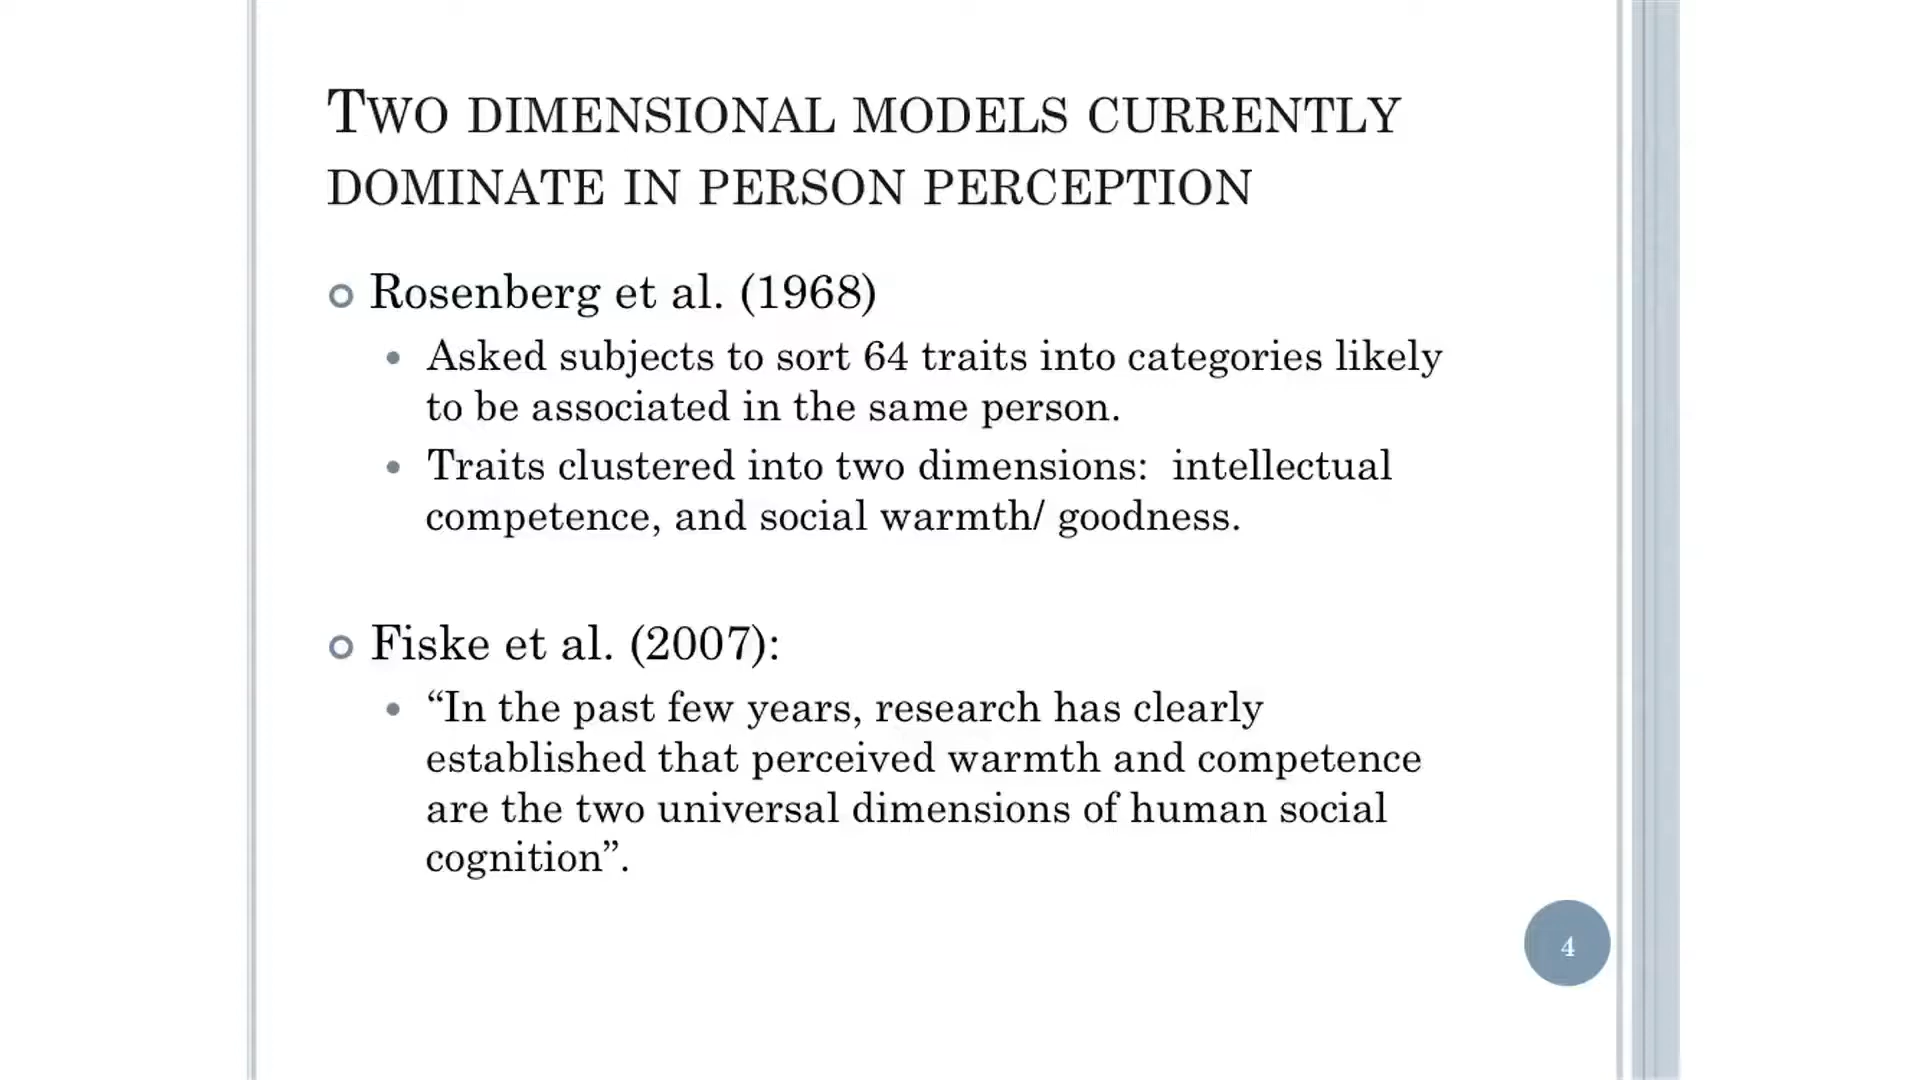 Two dimensional models currently
dominate in person perception
Rosenberg et al. (1968)
Asked subjects to sort 64 traits into categories likely
to be associated in the same person.
Traits clustered into two dimensions:  intellectual
competence, and social warmth/ goodness.
Fiske et al. (2007):
“In the past few years, research has clearly
established that perceived warmth and competence
are the two universal dimensions of human social
cognition”.
4